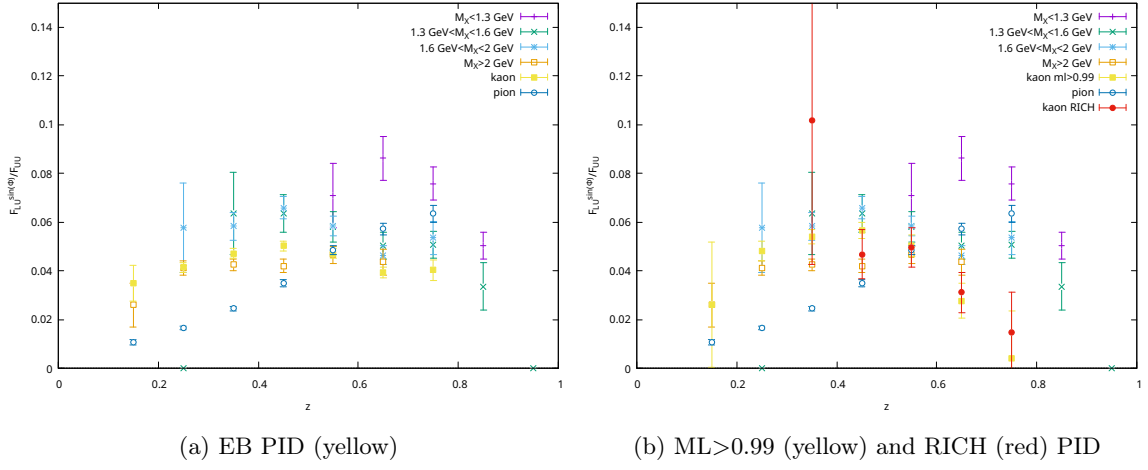 0.14
0.12
0.1
0.08
0.06
0.04
0.02
0
F_LU^sin(Φ)/F_UU
M_X<1.3 GeV
1.3 GeV<M_X<1.6 GeV
1.6 GeV<M_X<2 GeV
M_X>2 GeV
kaon
pion
0 0.2 0.4 0.6 0.8 1
z
(a) EB PID (yellow)
0.14
0.12
0.1
0.08
0.06
0.04
0.02
0
F_LU^sin(Φ)/F_UU
M_X<1.3 GeV
1.3 GeV<M_X<1.6 GeV
1.6 GeV<M_X<2 GeV
M_X>2 GeV
kaon ml>0.99
pion
kaon RICH
0 0.2 0.4 0.6 0.8 1
z
(b) ML>0.99 (yellow) and RICH (red) PID